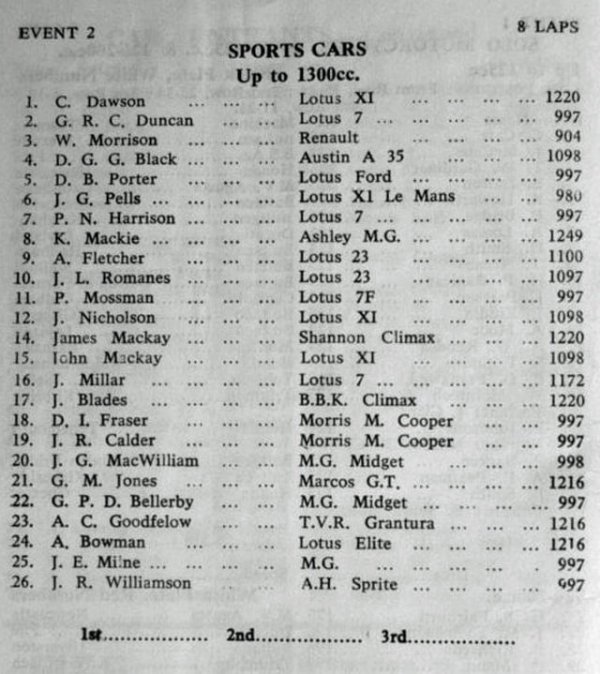 EVENT 2 8 LAPS
SPORTS CARS
Up to 1300cc.
1. C. Dawson ... ... ... Lotus XI ... ... ... ... 1220
2. G. R. C. Duncan ... ... Lotus 7 ... ... ... ... 997
3. W. Morrison ... ... ... Renault ... ... ... ... 904
4. D. G. G. Black ... ... ... Austin A 35 ... ... ... 1098
5. D. B. Porter ... ... ... Lotus Ford ... ... ... 997
6. J. G. Pells ... ... ... ... Lotus X1 Le Mans ... ... 980
7. P. N. Harrison ... ... ... Lotus 7 ... ... ... ... ... 997
8. K. Mackie ... ... ... ... Ashley M.G. ... ... ... ... 1249
9. A. Fletcher ... ... ... Lotus 23 ... ... ... ... 1100
10. J. L. Romanes ... ... ... Lotus 23 ... ... ... ... 1097
11. P. Mossman ... ... ... Lotus 7F ... ... ... ... 997
12. J. Nicholson ... ... ... Lotus XI ... ... ... ... 1098
14. James Mackay ... ... ... Shannon Climax ... ... ... 1220
15. John Mackay ... ... ... Lotus XI ... ... ... ... 1098
16. J. Millar ... ... ... ... Lotus 7 ... ... ... ... ... 1172
17. J. Blades ... ... ... ... B.B.K. Climax ... ... ... 1220
18. D. I. Fraser ... ... ... Morris M. Cooper ... ... 997
19. J. R. Calder ... ... ... Morris M. Cooper ... ... 997
20. J. G. MacWilliam ... ... M.G. Midget ... ... ... 998
21. G. M. Jones ... ... ... Marcos G.T. ... ... ... ... 1216
22. G. P. D. Bellerby ... ... M.G. Midget ... ... ... ... 997
23. A. C. Goodfelow ... ... T.V.R. Grantura ... ... ... 1216
24. A. Bowman ... ... ... Lotus Elite ... ... ... ... 1216
25. J. E. Milne ... ... ... ... M.G. ... ... ... ... . 997
26. J. R. Williamson ... ... A.H. Sprite ... ... ... ... 997
1st.................. 2nd.................. 3rd..................